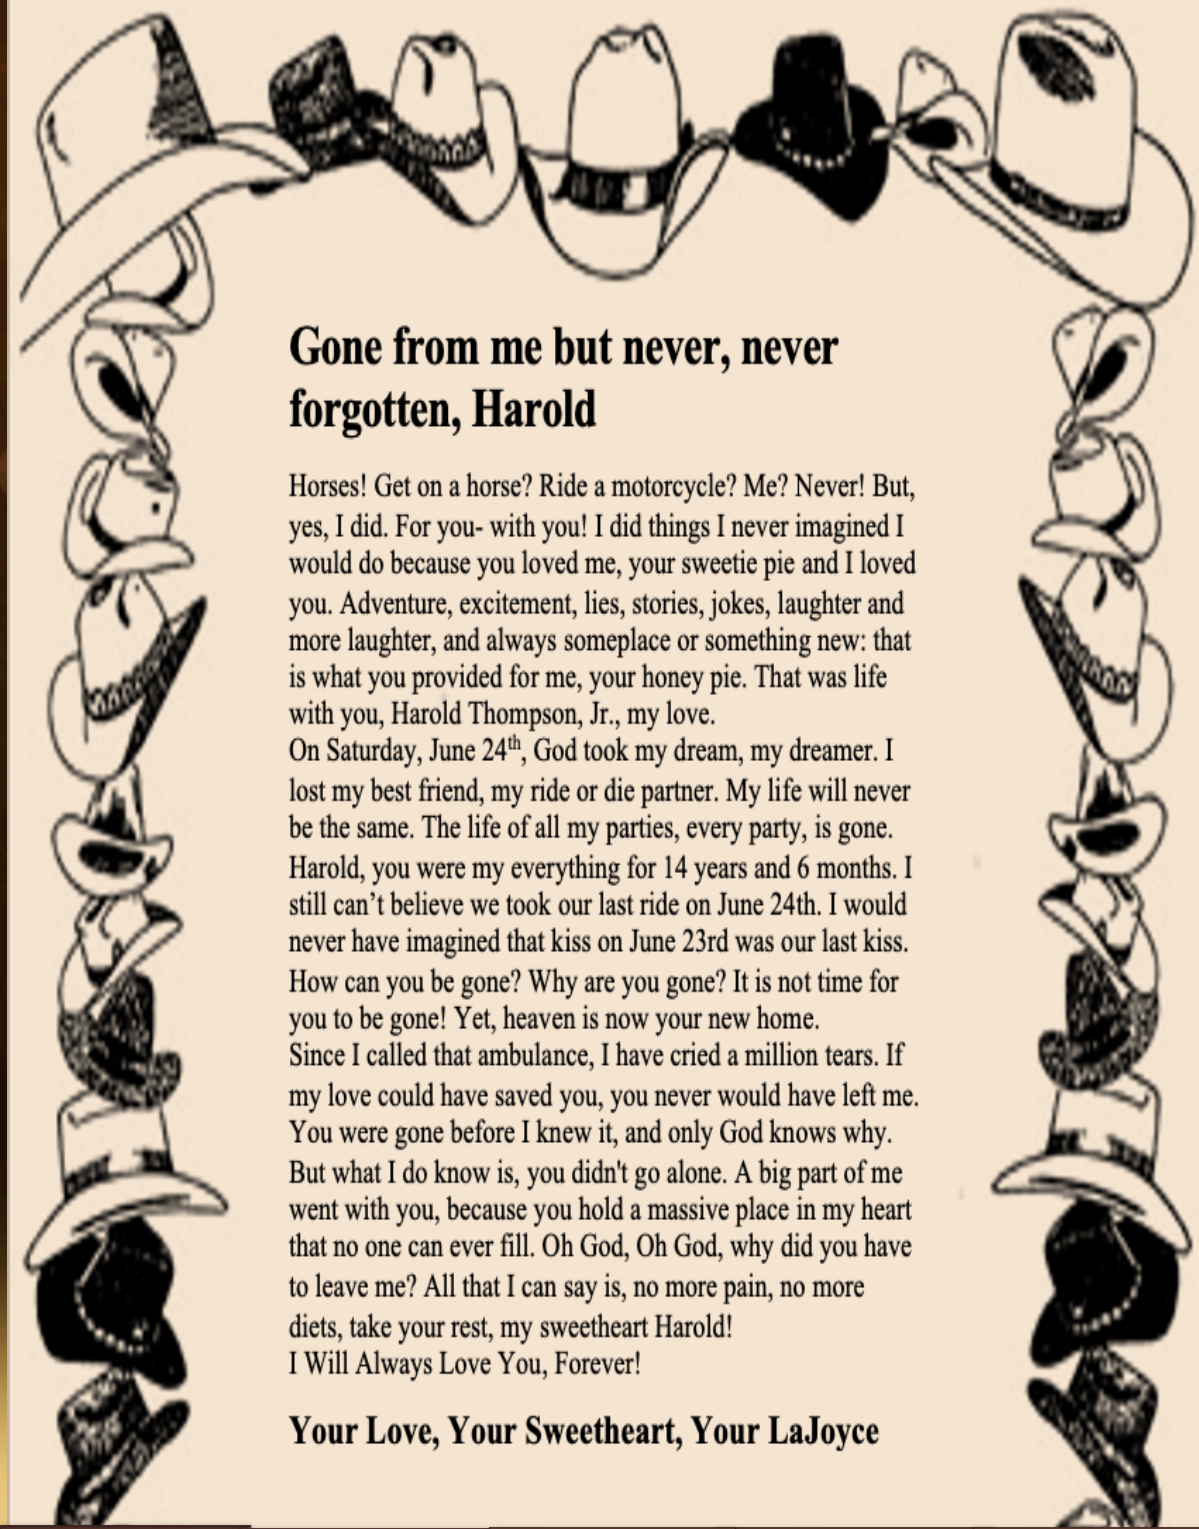 Gone from me but never, never
forgotten, Harold
Horses! Get on a horse? Ride a motorcycle? Me? Never! But,
yes, I did. For you- with you! I did things I never imagined I
would do because you loved me, your sweetie pie and I loved
you. Adventure, excitement, lies, stories, jokes, laughter and
more laughter, and always someplace or something new: that
is what you provided for me, your honey pie. That was life
with you, Harold Thompson, Jr., my love.
On Saturday, June 24th, God took my dream, my dreamer. I
lost my best friend, my ride or die partner. My life will never
be the same. The life of all my parties, every party, is gone.
Harold, you were my everything for 14 years and 6 months. I
still can’t believe we took our last ride on June 24th. I would
never have imagined that kiss on June 23rd was our last kiss.
How can you be gone? Why are you gone? It is not time for
you to be gone! Yet, heaven is now your new home.
Since I called that ambulance, I have cried a million tears. If
my love could have saved you, you never would have left me.
You were gone before I knew it, and only God knows why.
But what I do know is, you didn't go alone. A big part of me
went with you, because you hold a massive place in my heart
that no one can ever fill. Oh God, Oh God, why did you have
to leave me? All that I can say is, no more pain, no more
diets, take your rest, my sweetheart Harold!
I Will Always Love You, Forever!
Your Love, Your Sweetheart, Your LaJoyce